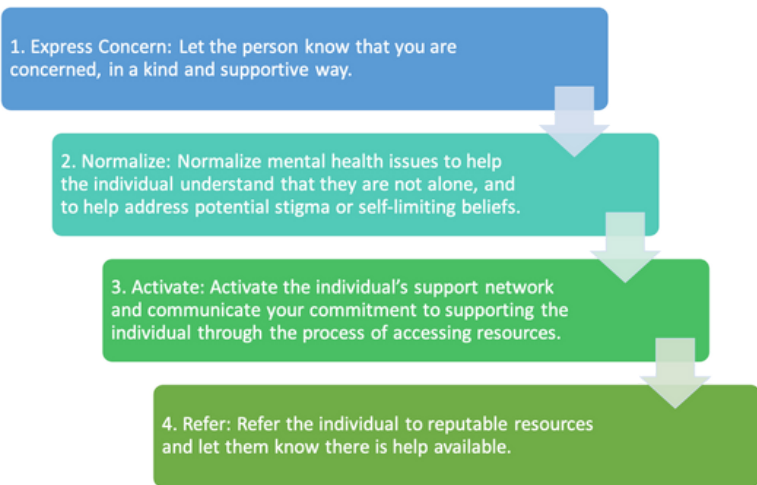 1. Express Concern: Let the person know that you are
concerned, in a kind and supportive way.
2. Normalize: Normalize mental health issues to help
the individual understand that they are not alone, and
to help address potential stigma or self-limiting beliefs.
3. Activate: Activate the individual’s support network
and communicate your commitment to supporting the
individual through the process of accessing resources.
4. Refer: Refer the individual to reputable resources
and let them know there is help available.